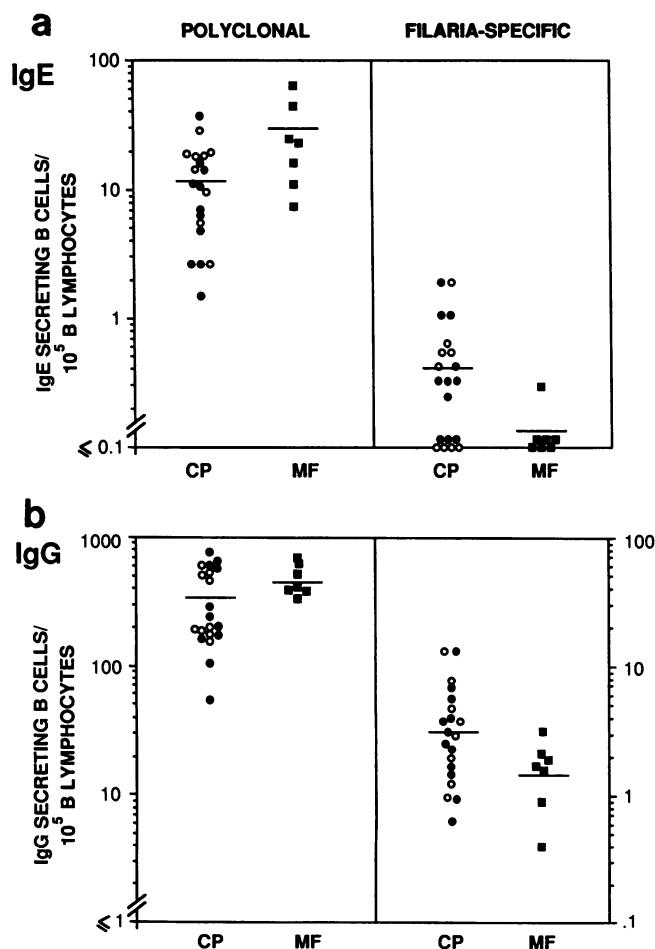 a
POLYCLONAL FILARIA-SPECIFIC
IgE
IgE SECRETING B CELLS/
10⁵ B LYMPHOCYTES
100
10
1
≤ 0.1
CP MF CP MF
b
IgG
IgG SECRETING B CELLS/
10⁵ B LYMPHOCYTES
1000 100
100 10
10 1
≤ 1 .1
CP MF CP MF